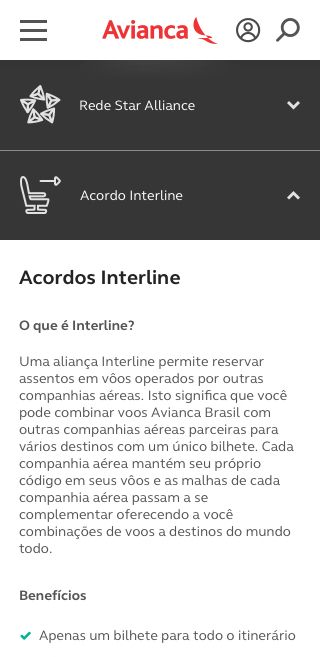 Avianca
Rede Star Alliance
Acordo Interline
Acordos Interline
O que é Interline?
Uma aliança Interline permite reservar
assentos em vôos operados por outras
companhias aéreas. Isto significa que você
pode combinar voos Avianca Brasil com
outras companhias aéreas parceiras para
vários destinos com um único bilhete. Cada
companhia aérea mantém seu próprio
código em seus vôos e as malhas de cada
companhia aérea passam a se
complementar oferecendo a você
combinações de voos a destinos do mundo
todo.
Benefícios
Apenas um bilhete para todo o itinerário